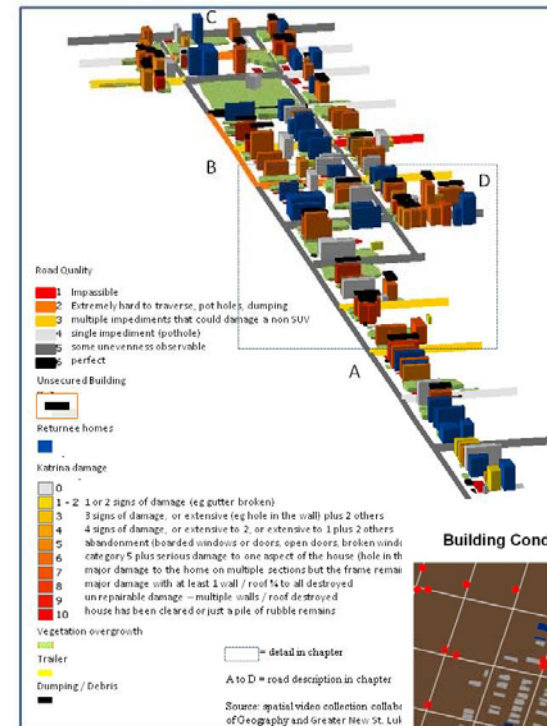 C
B
D
A
Road Quality
1 Impassible
2 Extremely hard to traverse, pot holes, dumping
3 multiple impediments that could damage a non SUV
4 single impediment (pothole)
5 some unevenness observable
6 perfect
Unsecured Building
Returnee homes
Katrina damage
0
1 - 2 1 or 2 signs of damage (eg gutter broken)
3 3 signs of damage, or extensive (eg hole in the wall) plus 2 others
4 4 signs of damage, or extensive to 2, or extensive to 1 plus 2 others
5 abandonment (boarded windows or doors, open doors, broken windo
6 category 5 plus serious damage to one aspect of the house (hole in th
7 major damage to the home on multiple sections but the frame remai
8 major damage with at least 1 wall / roof ¾ to all destroyed
9 un repairable damage – multiple walls / roof destroyed
10 house has been cleared or just a pile of rubble remains
Vegetation overgrowth
Trailer
Dumping / Debris
= detail in chapter
A to D = road description in chapter
Source: spatial video collection collabo
of Geography and Greater New St. Luk
Building Cond